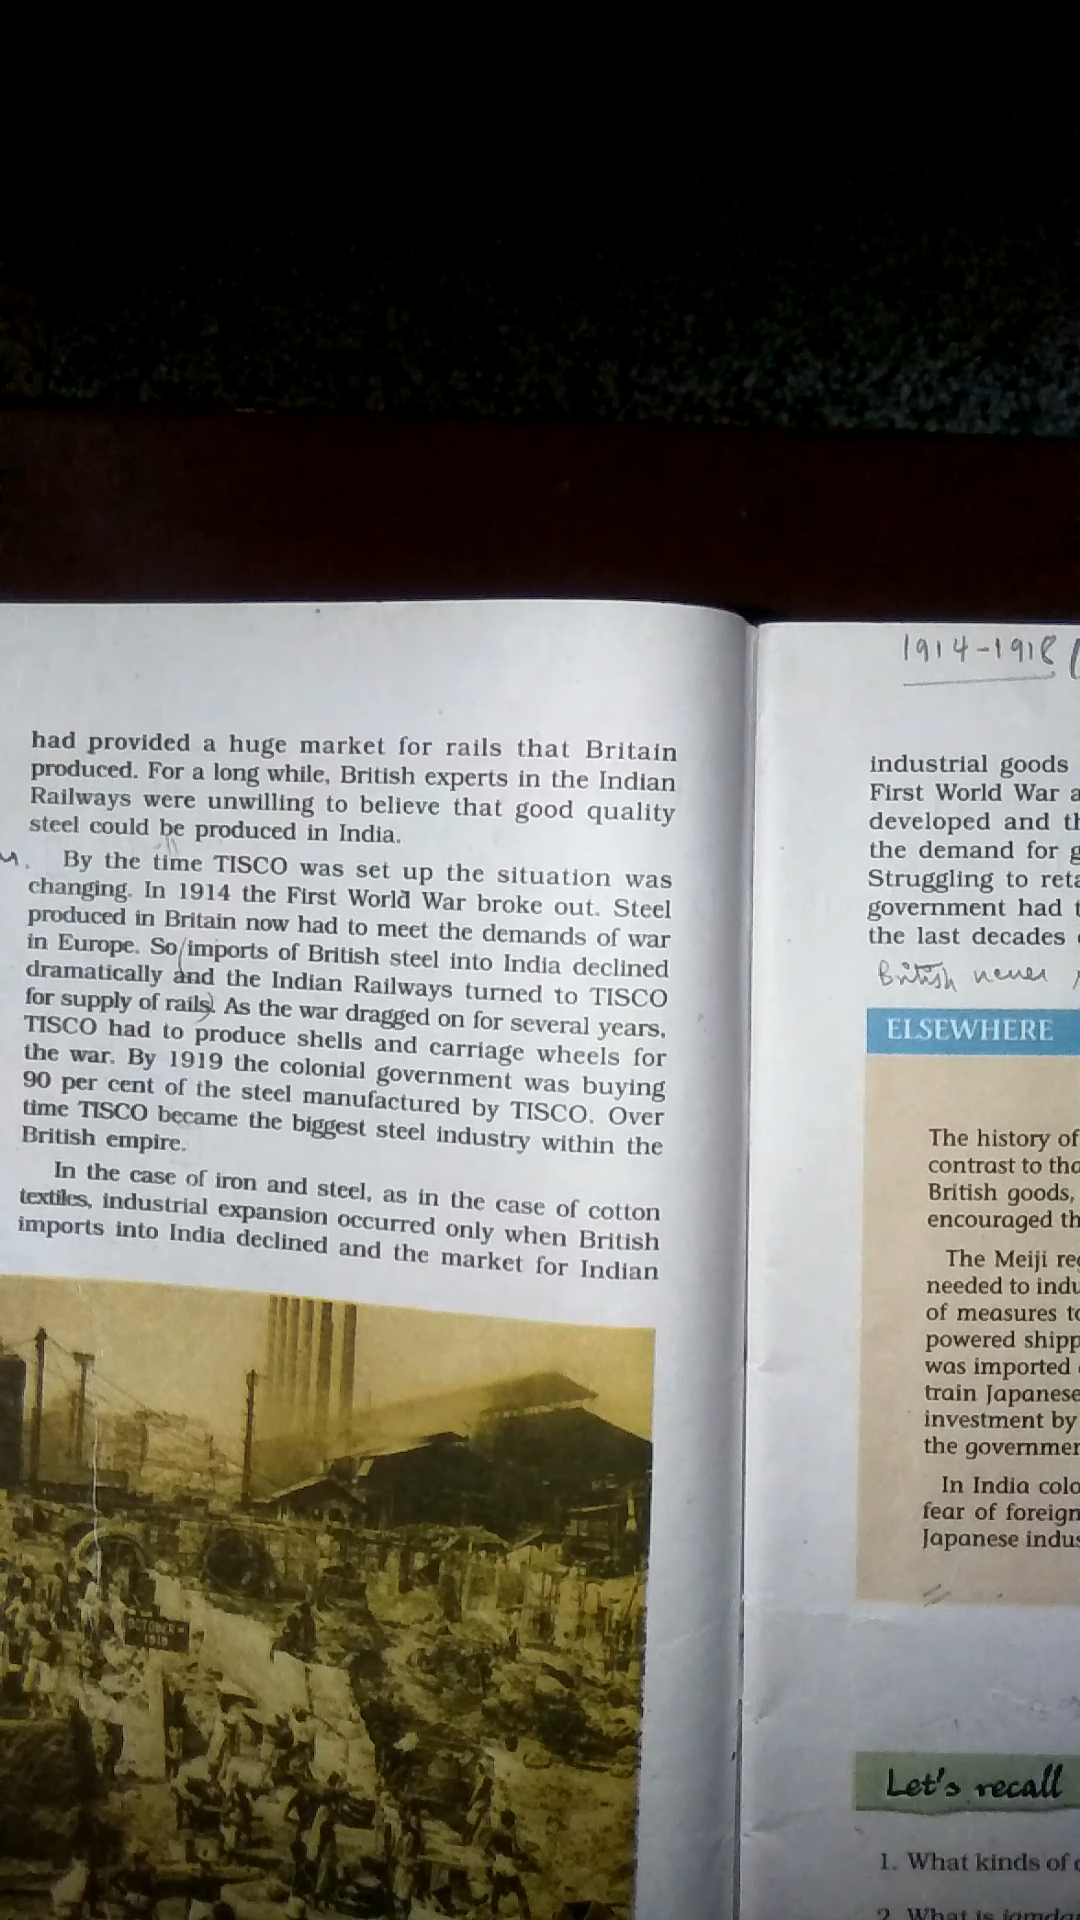 had provided a huge market for rails that Britain
produced. For a long while, British experts in the Indian
Railways were unwilling to believe that good quality
steel could be produced in India.
By the time TISCO was set up the situation was
changing. In 1914 the First World War broke out. Steel
produced in Britain now had to meet the demands of war
in Europe. So imports of British steel into India declined
dramatically and the Indian Railways turned to TISCO
for supply of rails. As the war dragged on for several years,
TISCO had to produce shells and carriage wheels for
the war. By 1919 the colonial government was buying
90 per cent of the steel manufactured by TISCO. Over
time TISCO became the biggest steel industry within the
British empire.
In the case of iron and steel, as in the case of cotton
textiles, industrial expansion occurred only when British
imports into India declined and the market for Indian
OCTOBER
1919
1914-1918
industrial goods
First World War
developed and
the demand for
Struggling to
government had
the last decades
British never
ELSEWHERE
The history of
contrast to
British goods,
encouraged
The Meiji
needed to
of measures
powered
was imported
train Japanese
investment by
the
In India
fear of foreign
Japanese
Let's recall
1. What kinds of
2. What is